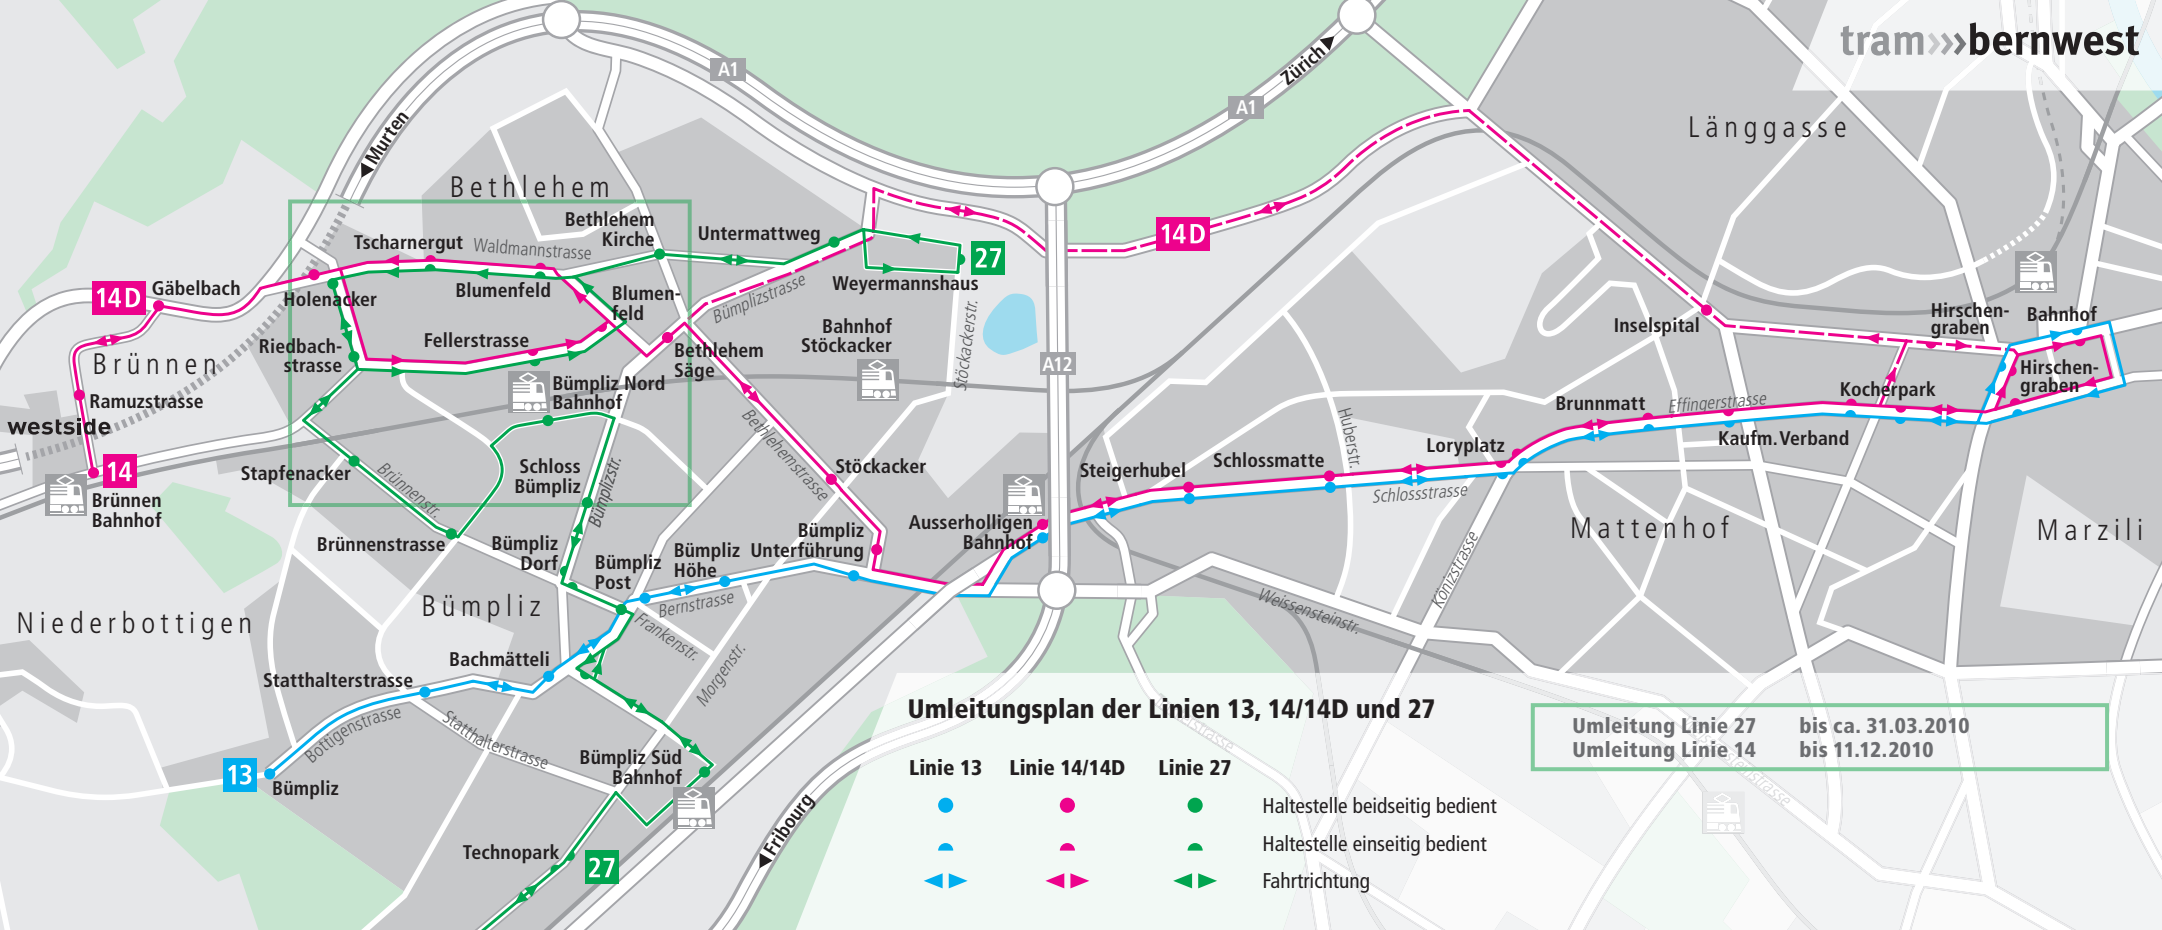 tram›››bernwest
A1
Zürich
A1
Murten
Länggasse
Bethlehem
Bethlehem
Kirche
Untermattweg
Tscharnergut
Waldmannstrasse
14D
27
14D
Gäbelbach
Holenacker
Blumenfeld
Blumen-
feld
Weyermannshaus
Bümplizstrasse
Stöckackerstr.
Bahnhof
Stöckacker
Inselspital
Hirschen-
graben
Bahnhof
Fellerstrasse
Riedbach-
strasse
Brünnen
Bethlehem
Säge
A12
Hirschen-
graben
Kocherpark
Bümpliz Nord
Bahnhof
Ramuzstrasse
westside
Brunnmatt
Effingerstrasse
Kaufm. Verband
Bethlehemstrasse
Huberstr.
Loryplatz
Schlossmatte
Steigerhubel
Schlossstrasse
Stöckacker
14
Brünnen
Bahnhof
Stapfenacker
Brünnenstr.
Schloss
Bümpliz
Bümplizstr.
Ausserholligen
Bahnhof
Mattenhof
Marzili
Brünnenstrasse
Bümpliz
Dorf
Bümpliz
Post
Bümpliz
Höhe
Bümpliz
Unterführung
Bernstrasse
Könizstrasse
Weissensteinstr.
Niederbottigen
Bümpliz
Frankenstr.
Morgenstr.
Bachmätteli
Statthalterstrasse
Bottigenstrasse
Statthalterstrasse
13
Bümpliz
Bümpliz Süd
Bahnhof
Technopark
27
Fribourg
Umleitungsplan der Linien 13, 14/14D und 27
Linie 13 Linie 14/14D Linie 27
Haltestelle beidseitig bedient
Haltestelle einseitig bedient
Fahrtrichtung
Umleitung Linie 27 bis ca. 31.03.2010
Umleitung Linie 14 bis 11.12.2010